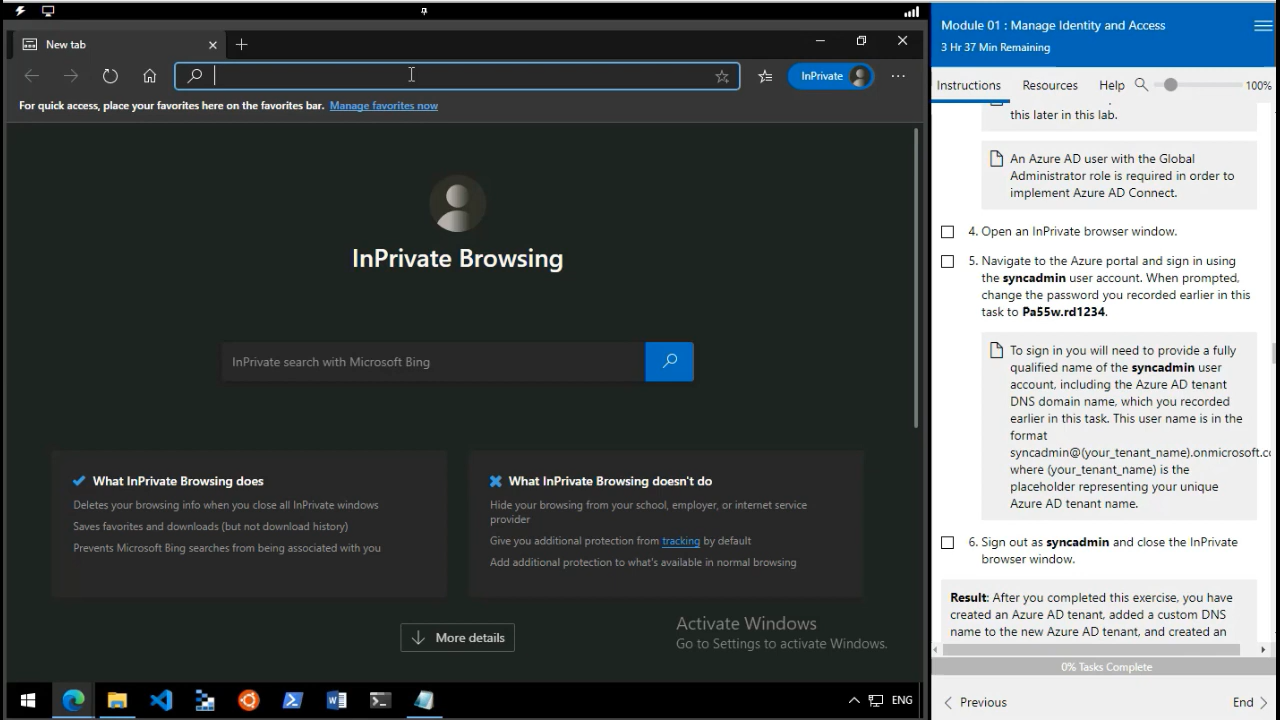 New tab
InPrivate
For quick access, place your favorites here on the favorites bar. Manage favorites now
InPrivate Browsing
InPrivate search with Microsoft Bing
What InPrivate Browsing does
Deletes your browsing info when you close all InPrivate windows
Saves favorites and downloads (but not download history)
Prevents Microsoft Bing searches from being associated with you
What InPrivate Browsing doesn't do
Hide your browsing from your school, employer, or internet service
provider
Give you additional protection from tracking by default
Add additional protection to what's available in normal browsing
More details
Activate Windows
Go to Settings to activate Windows.
ENG
Module 01 : Manage Identity and Access
3 Hr 37 Min Remaining
Instructions Resources Help 100%
this later in this lab.
An Azure AD user with the Global
Administrator role is required in order to
implement Azure AD Connect.
4. Open an InPrivate browser window.
5. Navigate to the Azure portal and sign in using
the syncadmin user account. When prompted,
change the password you recorded earlier in this
task to Pa55w.rd1234.
To sign in you will need to provide a fully
qualified name of the syncadmin user
account, including the Azure AD tenant
DNS domain name, which you recorded
earlier in this task. This user name is in the
format
syncadmin@(your_tenant_name).onmicrosoft.co
where (your_tenant_name) is the
placeholder representing your unique
Azure AD tenant name.
6. Sign out as syncadmin and close the InPrivate
browser window.
Result: After you completed this exercise, you have
created an Azure AD tenant, added a custom DNS
name to the new Azure AD tenant, and created an
0% Tasks Complete
Previous End